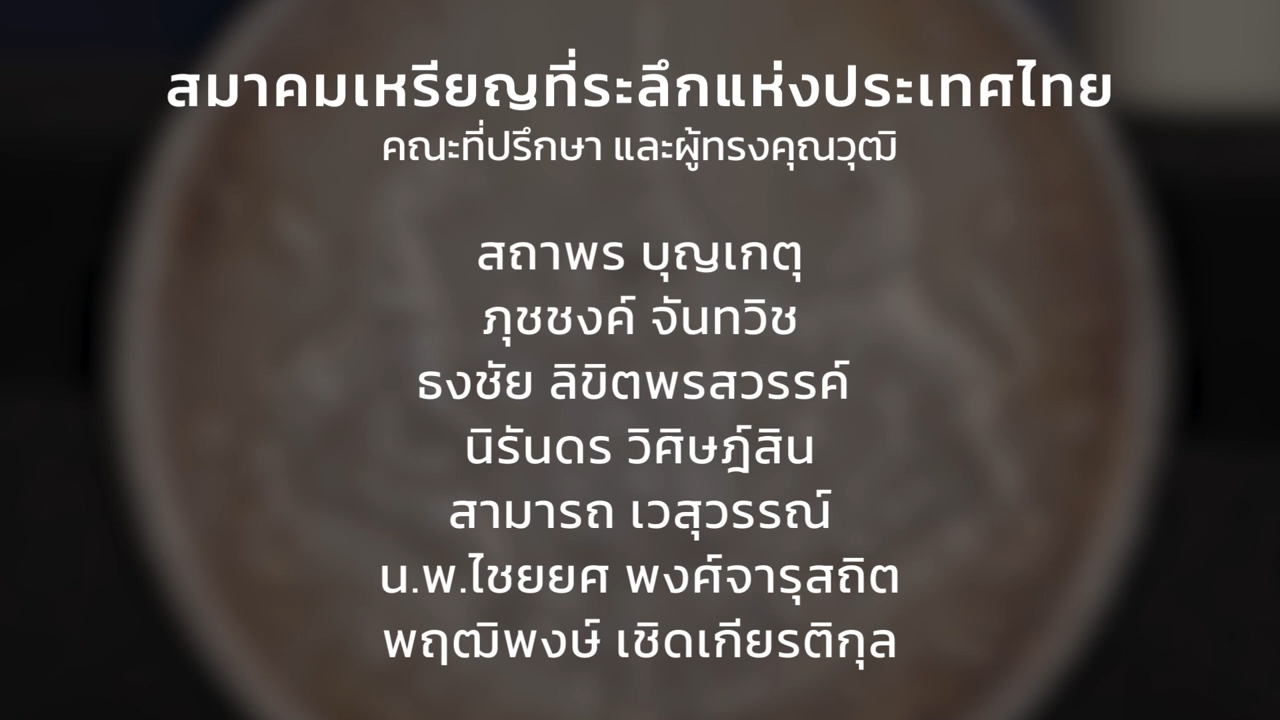 สมาคมเหรียญที่ระลึกแห่งประเทศไทย
คณะที่ปรึกษา และผู้ทรงคุณวุฒิ
สถาพร บุญเกตุ
ภุชชงค์ จันทวิช
ธงชัย ลิขิตพรสวรรค์
นิรันดร วิศิษฎ์สิน
สามารถ เวสุวรรณ์
น.พ.ไชยยศ พงศ์จารุสถิต
พฤฒิพงษ์ เชิดเกียรติกุล